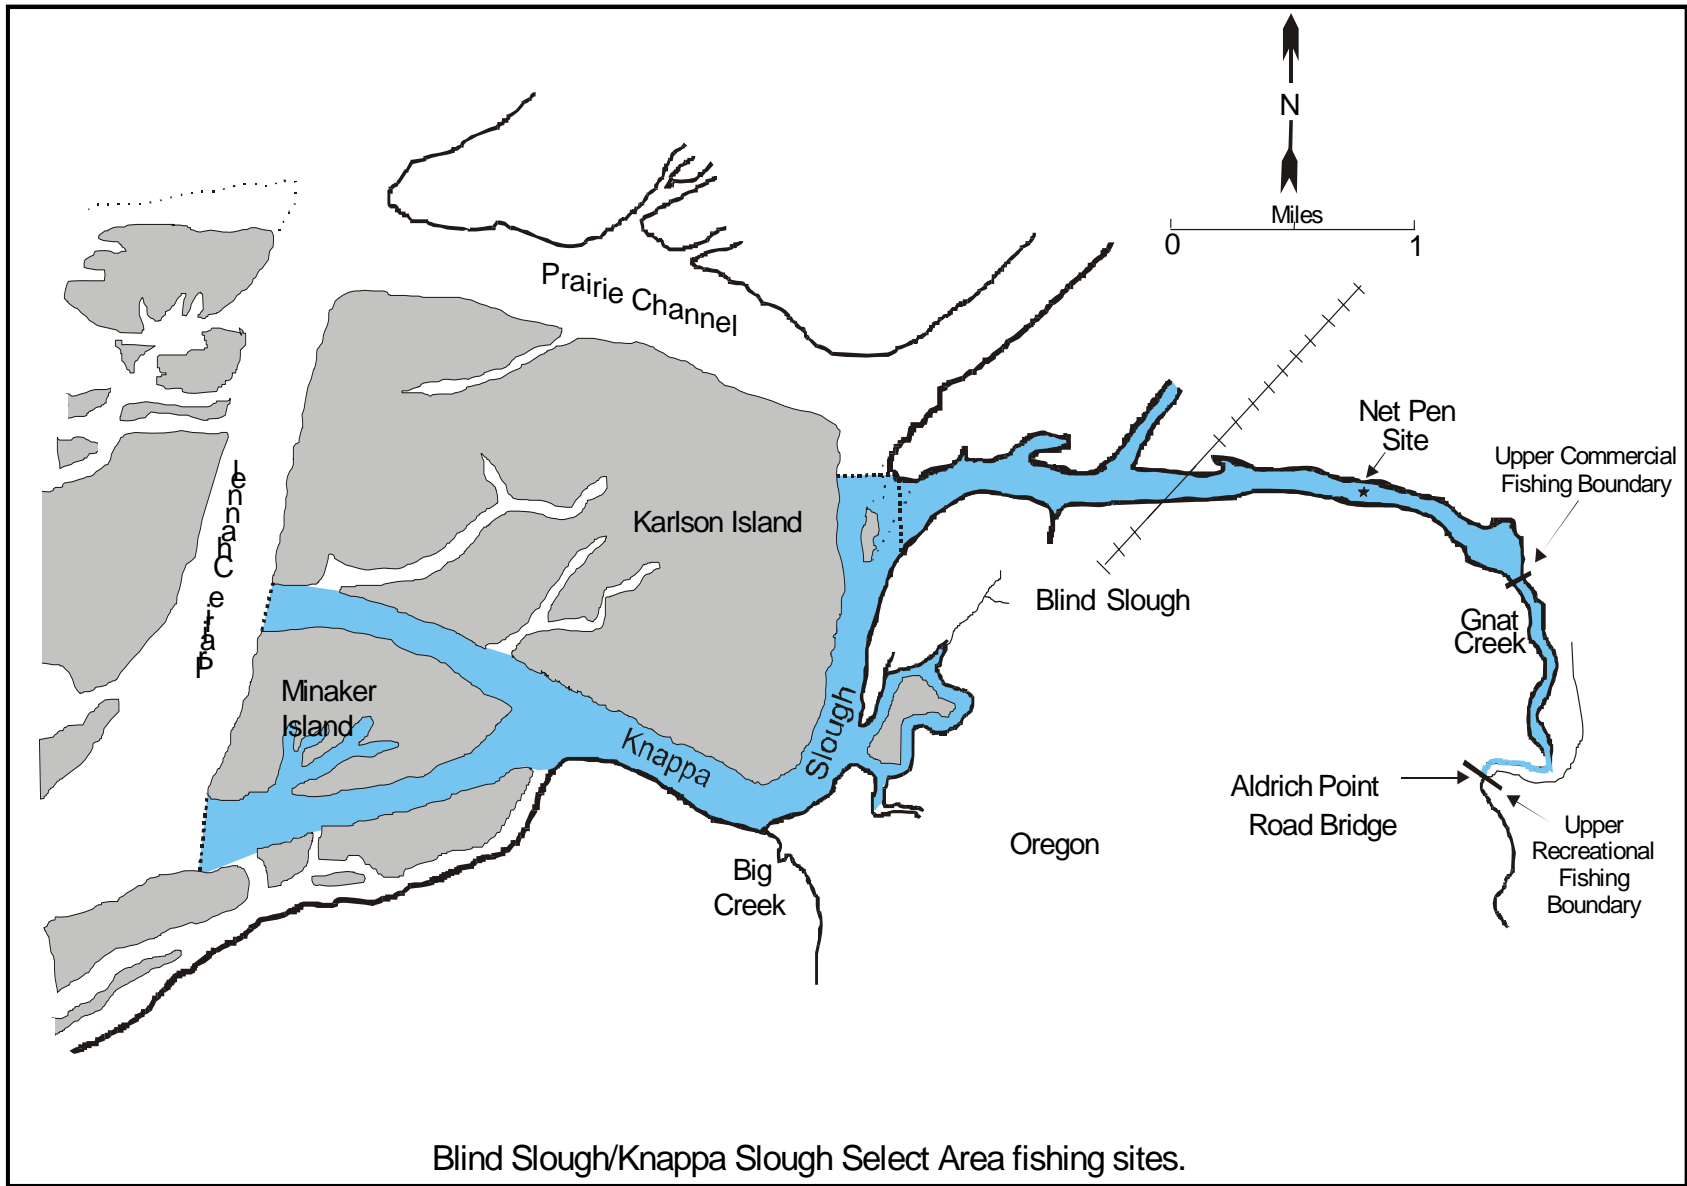 N
Miles
0
1
Prairie Channel
Net Pen
Site
Upper Commercial
Fishing Boundary
Prairie Channel
Karlson Island
Blind Slough
Gnat
Creek
Minaker
Island
Knappa
Slough
Aldrich Point
Road Bridge
Oregon
Upper
Recreational
Fishing
Boundary
Big
Creek
Blind Slough/Knappa Slough Select Area fishing sites.